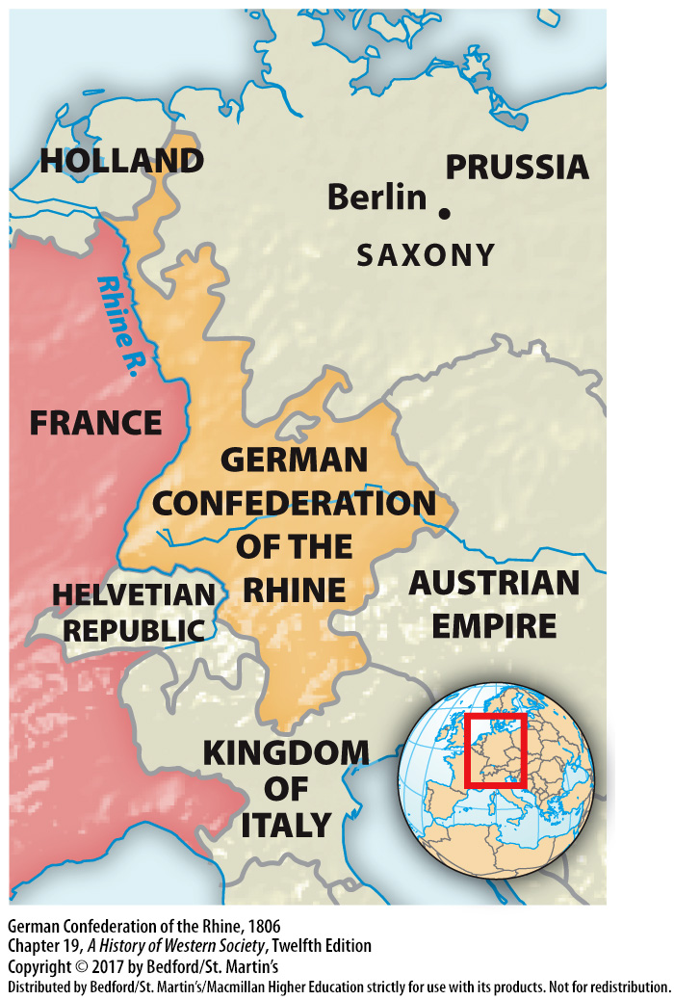 HOLLAND
PRUSSIA
Berlin
SAXONY
Rhine R.
FRANCE
GERMAN
CONFEDERATION
OF THE
RHINE
HELVETIAN
REPUBLIC
AUSTRIAN
EMPIRE
KINGDOM
OF
ITALY
German Confederation of the Rhine, 1806
Chapter 19, A History of Western Society, Twelfth Edition
Copyright © 2017 by Bedford/St. Martin's
Distributed by Bedford/St. Martin's/Macmillan Higher Education strictly for use with its products. Not for redistribution.